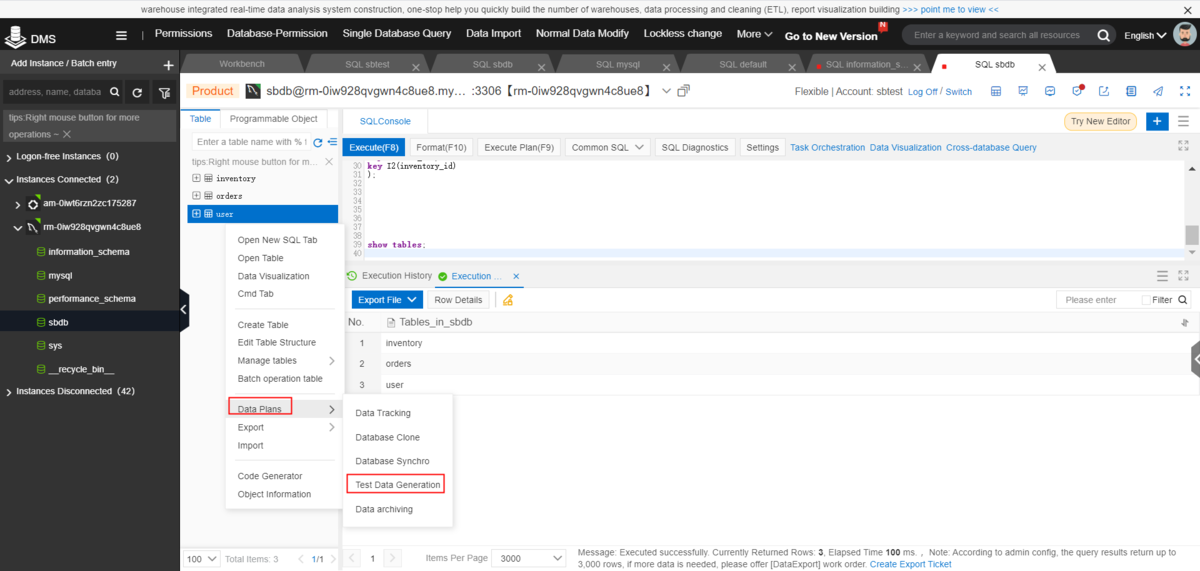 warehouse integrated real-time data analysis system construction, one-stop help you quickly build the number of warehouses, data processing and cleaning (ETL), report visualization building >>> point me to view <<
DMS
Permissions Database-Permission Single Database Query Data Import Normal Data Modify Lockless change More Go to New Version N
Enter a keyword and search all resources
English
Add Instance / Batch entry
Workbench SQL sbtest SQL sbdb SQL mysql SQL default SQL information_s... SQL sbdb
address, name, databa
Product sbdb@rm-0iw928qvgwn4c8ue8.my... :3306【rm-0iw928qvgwn4c8ue8】
Flexible | Account: sbtest Log Off / Switch
tips:Right mouse button for more
operations ~
Logon-free Instances (0)
Instances Connected (2)
am-0iwt6rzn2zc175287
rm-0iw928qvgwn4c8ue8
information_schema
mysql
performance_schema
sbdb
sys
__recycle_bin__
Instances Disconnected (42)
Table Programmable Object
Enter a table name with % !
tips:Right mouse button for m...
inventory
orders
user
SQLConsole
Try New Editor
Execute(F8) Format(F10) Execute Plan(F9) Common SQL SQL Diagnostics Settings Task Orchestration Data Visualization Cross-database Query
30 key I2(inventory_id)
31 );
32
33
34
35
36
37
38
39 show tables;
40
Open New SQL Tab
Open Table
Data Visualization
Cmd Tab
Create Table
Edit Table Structure
Manage tables
Batch operation table
Data Plans
Export
Import
Code Generator
Object Information
Data Tracking
Database Clone
Database Synchro
Test Data Generation
Data archiving
Execution History Execution ...
Export File Row Details
Please enter Filter
No. Tables_in_sbdb
1 inventory
2 orders
3 user
100 Total Items: 3 1/1
1 Items Per Page 3000
Message: Executed successfully. Currently Returned Rows: 3, Elapsed Time 100 ms. , Note: According to admin config, the query results return up to
3,000 rows, if more data is needed, please offer [DataExport] work order. Create Export Ticket